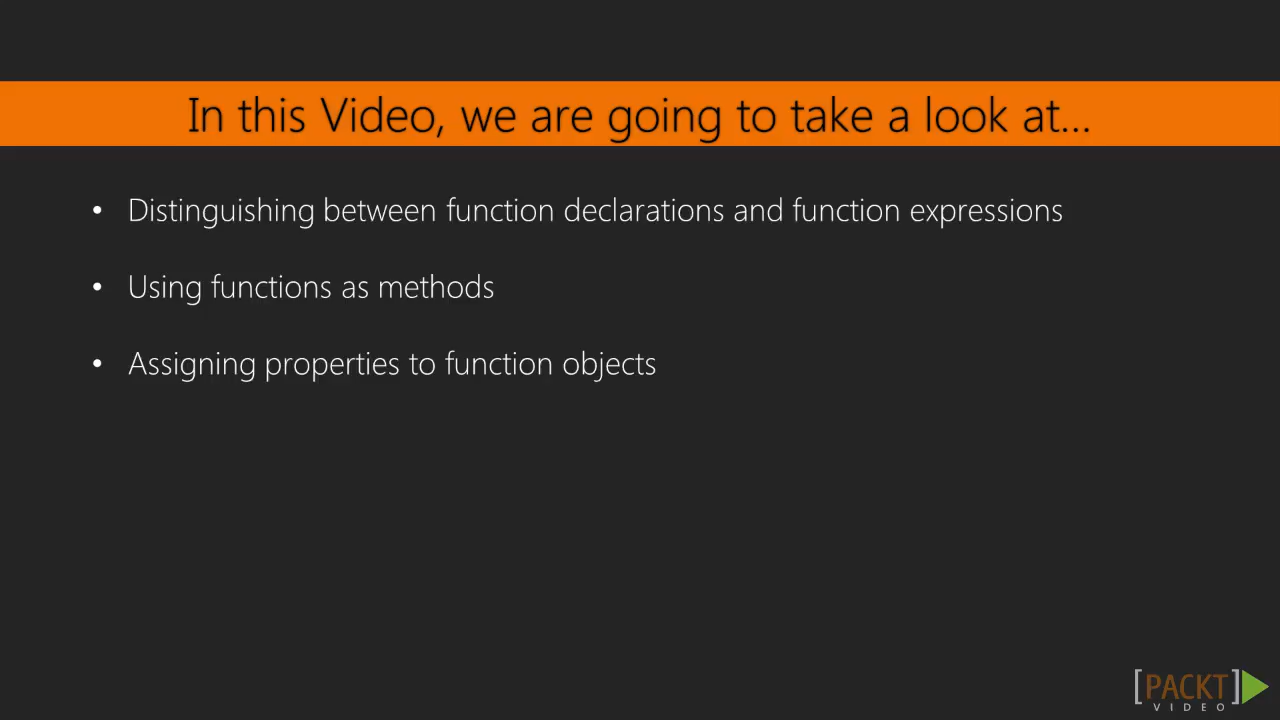 In this Video, we are going to take a look at...
• Distinguishing between function declarations and function expressions
• Using functions as methods
• Assigning properties to function objects
[PACKT]
VIDEO